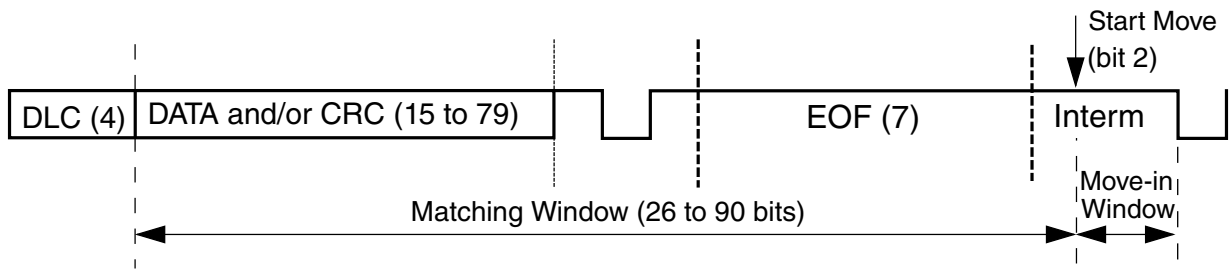 Start Move
(bit 2)
DLC (4)
DATA and/or CRC (15 to 79)
EOF (7)
Interm
Matching Window (26 to 90 bits)
Move-in
Window